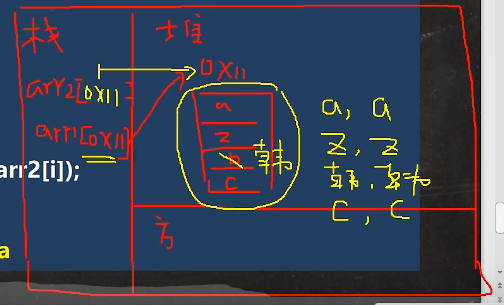 栈 堆
0x11
arr2[0x11]
arr1[0x11]
a
z
韩
c
a, a
z, z
韩, 韩
c, c
arr2[i]);
方
a